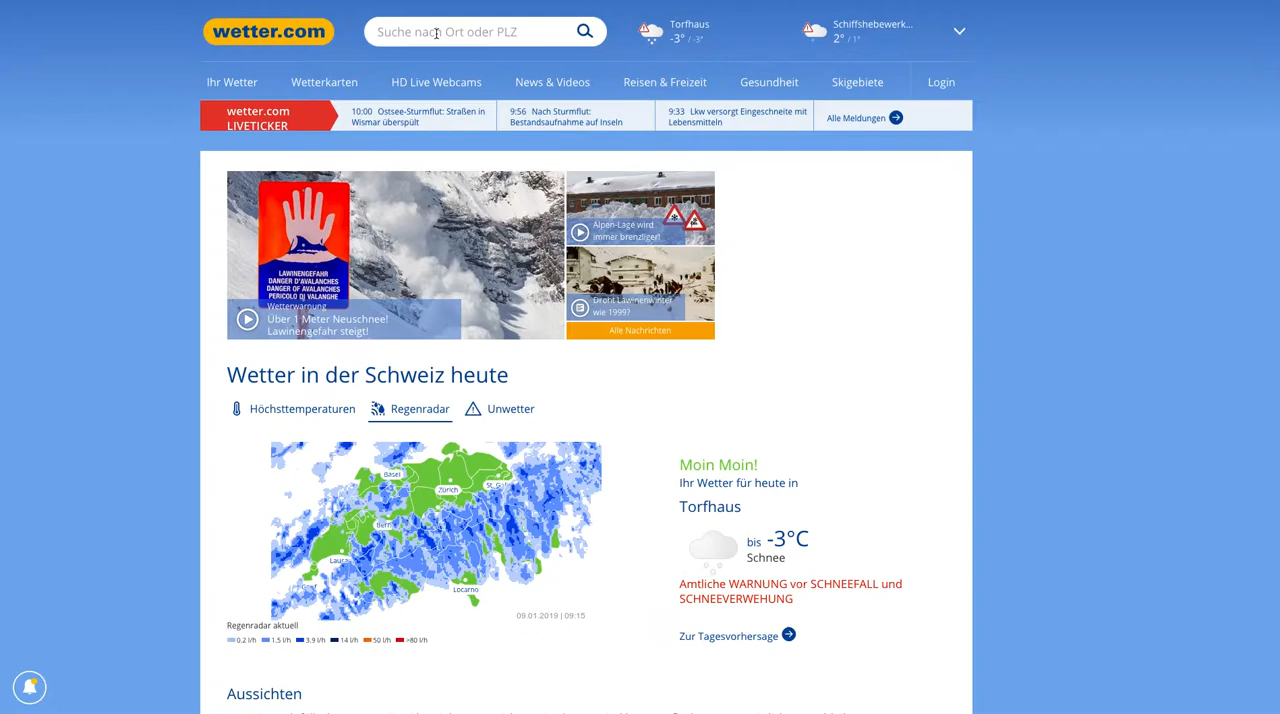 wetter.com
Suche nach Ort oder PLZ
Torfhaus
-3° / -3°
Schiffshebewerk...
2° / 1°
Ihr Wetter
Wetterkarten
HD Live Webcams
News & Videos
Reisen & Freizeit
Gesundheit
Skigebiete
Login
wetter.com
LIVETICKER
10:00 Ostsee-Sturmflut: Straßen in
Wismar überspült
9:56 Nach Sturmflut:
Bestandsaufnahme auf Inseln
9:33 Lkw versorgt Eingeschneite mit
Lebensmitteln
Alle Meldungen
LAWINENGEFAHR
DANGER D'AVALANCHES
DANGER OF AVALANCHES
PERICOLO DI VALANGHE
Wetterwarnung
Über 1 Meter Neuschnee!
Lawinengefahr steigt!
Alpen-Lage wird
immer brenzliger!
Droht Lawinenwinter
wie 1999?
Alle Nachrichten
Wetter in der Schweiz heute
Höchsttemperaturen
Regenradar
Unwetter
Basel
Zürich
Bern
Locarno
09.01.2019 | 09:15
Regenradar aktuell
0.2 l/h
1.5 l/h
3.9 l/h
14 l/h
50 l/h
>80 l/h
Moin Moin!
Ihr Wetter für heute in
Torfhaus
bis -3°C
Schnee
Amtliche WARNUNG vor SCHNEEFALL und
SCHNEEVERWEHUNG
Zur Tagesvorhersage
Aussichten